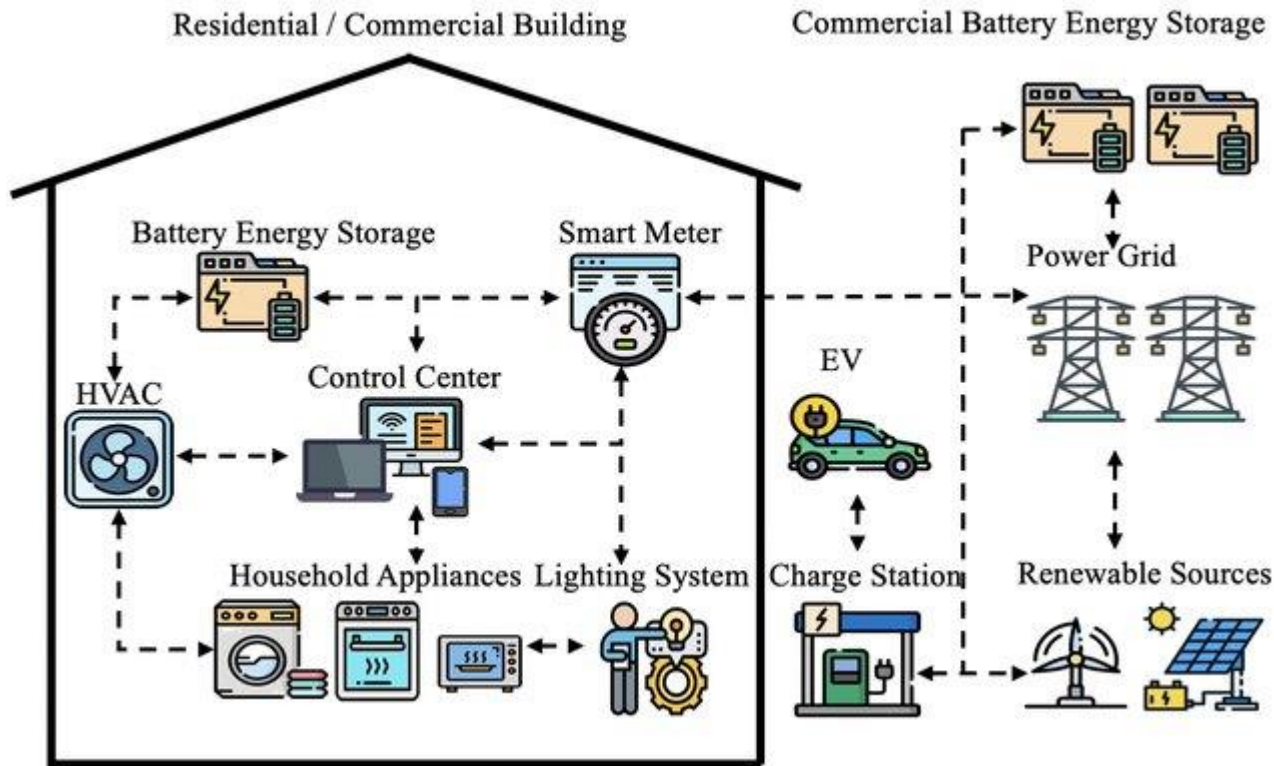 Residential / Commercial Building
Commercial Battery Energy Storage
Battery Energy Storage
Smart Meter
Power Grid
EV
Control Center
HVAC
Household Appliances
Lighting System
Charge Station
Renewable Sources